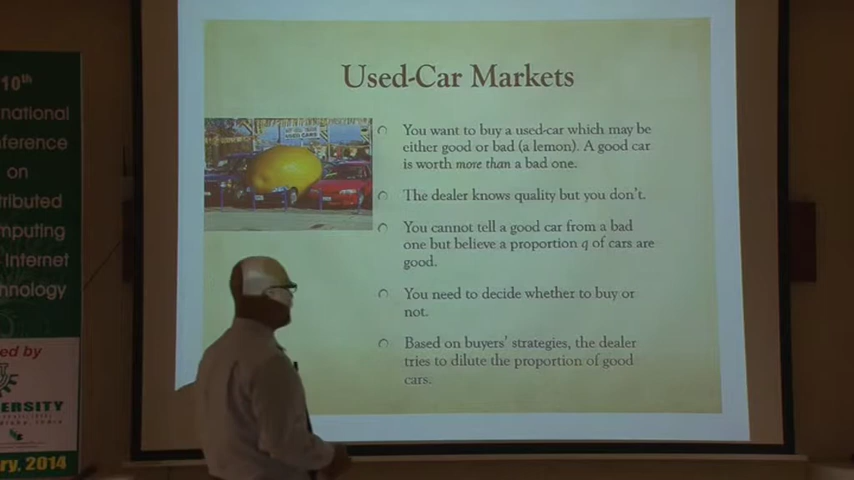 Used-Car Markets
You want to buy a used-car which may be
either good or bad (a lemon). A good car
is worth more than a bad one.
The dealer knows quality but you don't.
You cannot tell a good car from a bad
one but believe a proportion q of cars are
good.
You need to decide whether to buy or
not.
Based on buyers' strategies, the dealer
tries to dilute the proportion of good
cars.
10th
national
ference
on
tributed
mputing
Internet
hnology
ed by
ERSITY
ry, 2014